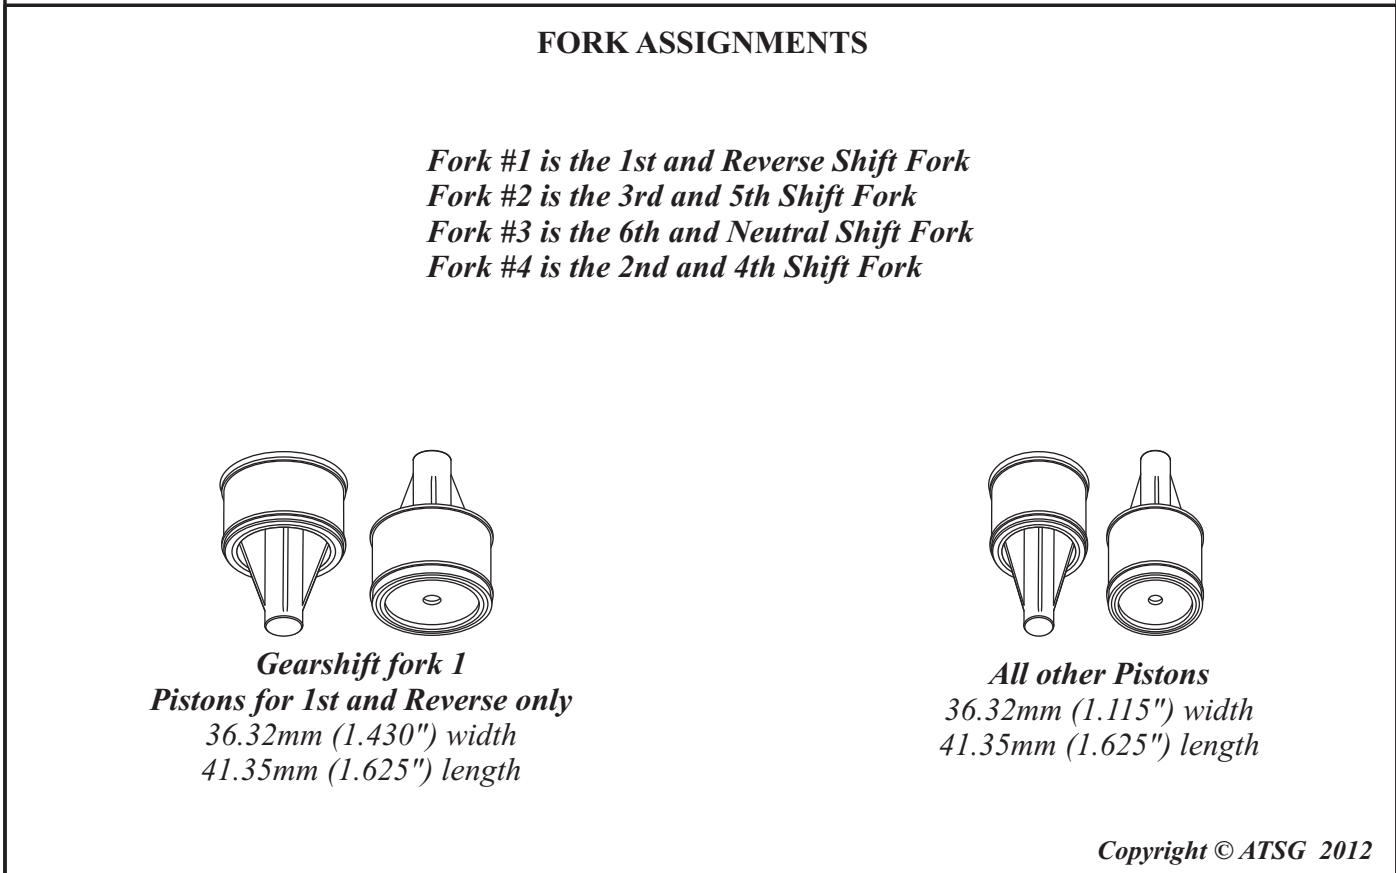 FORK ASSIGNMENTS
Fork #1 is the 1st and Reverse Shift Fork
Fork #2 is the 3rd and 5th Shift Fork
Fork #3 is the 6th and Neutral Shift Fork
Fork #4 is the 2nd and 4th Shift Fork
Gearshift fork 1
Pistons for 1st and Reverse only
36.32mm (1.430") width
41.35mm (1.625") length
All other Pistons
36.32mm (1.115") width
41.35mm (1.625") length
Copyright © ATSG 2012